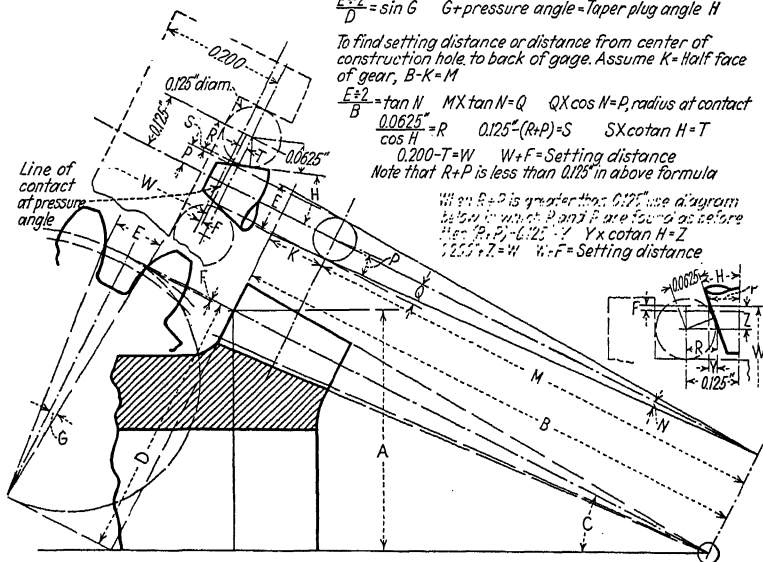 E÷2
D = sin G G+pressure angle=Taper plug angle H
To find setting distance or distance from center of
construction hole to back of gage. Assume K=Half face
of gear, B-K=M
E÷2
B = tan N MX tan N=Q QX cos N=P, radius at contact
0.0625"
cos H = R 0.125"-(R+P)=S SX cotan H=T
0.200-T=W W+F=Setting distance
Note that R+P is less than 0.125" in above formula
When R+P is greater than 0.125" use diagram
below in which P and R are found as before
Then (R+P)-0.125"=Y Y x cotan H=Z
0.200"+Z=W W+F=Setting distance
0.200
0.125" diam.
0.125"
S
R
P
T
0.0625"
H
W
F
F
Line of
contact
at pressure
angle
E
F
K
P
Q
M
B
N
G
D
A
C
0.0625"
H
r
F
Z
R
W
0.125"